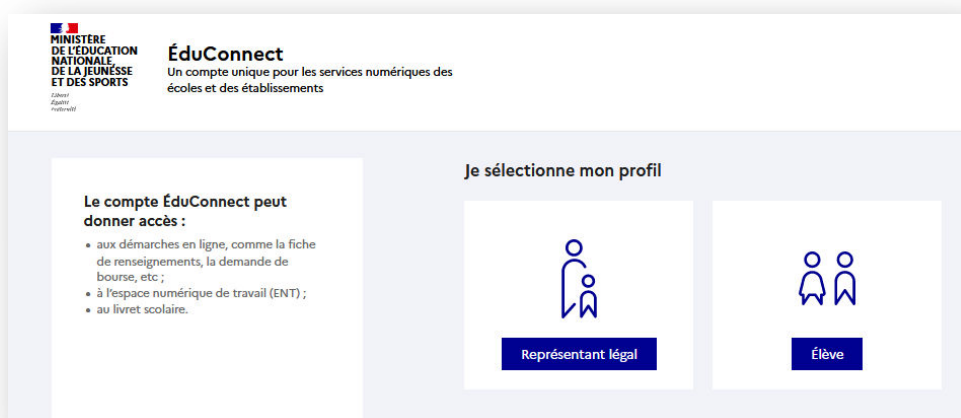 MINISTÈRE
DE L'ÉDUCATION
NATIONALE,
DE LA JEUNESSE
ET DES SPORTS
Liberté
Égalité
Fraternité
ÉduConnect
Un compte unique pour les services numériques des
écoles et des établissements
Le compte ÉduConnect peut
donner accès :
• aux démarches en ligne, comme la fiche
de renseignements, la demande de
bourse, etc ;
• à l'espace numérique de travail (ENT) ;
• au livret scolaire.
Je sélectionne mon profil
Représentant légal
Élève